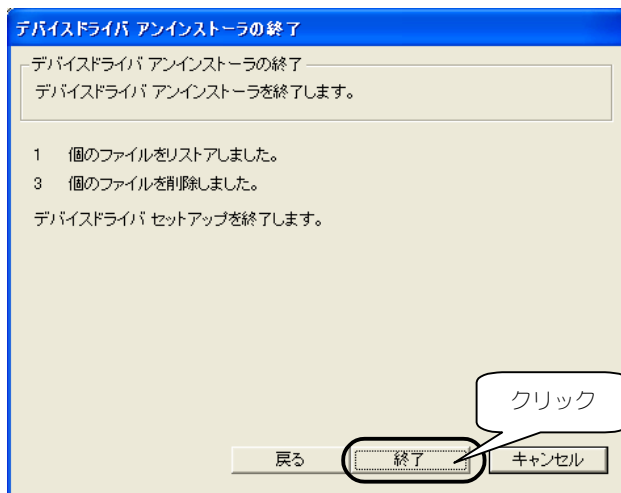 デバイスドライバ アンインストーラの終了
デバイスドライバ アンインストーラの終了
デバイスドライバ アンインストーラを終了します。
1 個のファイルをリストアしました。
3 個のファイルを削除しました。
デバイスドライバ セットアップを終了します。
クリック
戻る 終了 キャンセル